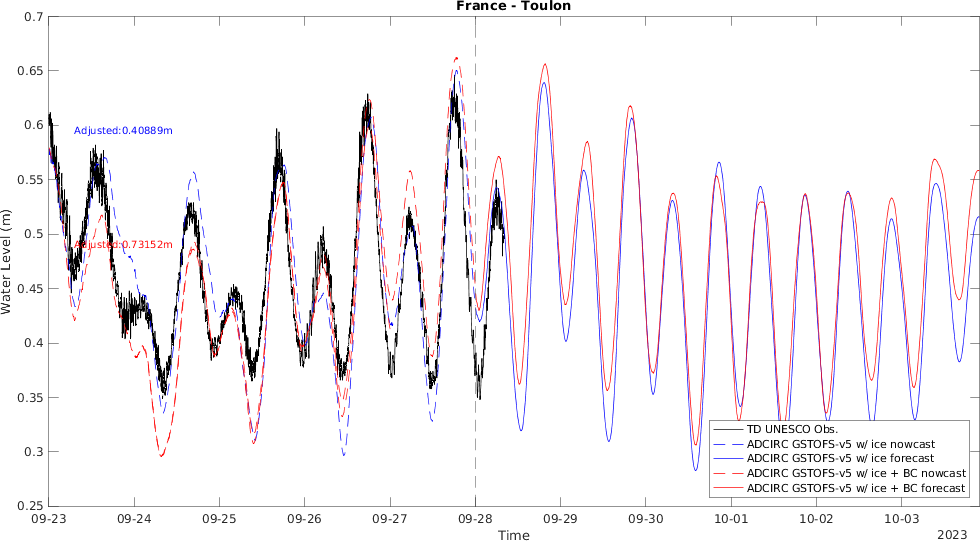 France - Toulon
Water Level (m)
0.7
0.65
0.6
0.55
0.5
0.45
0.4
0.35
0.3
0.25
Adjusted:0.40889m
Adjusted:0.73152m
TD UNESCO Obs.
ADCIRC GSTOFS-v5 w/ ice nowcast
ADCIRC GSTOFS-v5 w/ ice forecast
ADCIRC GSTOFS-v5 w/ ice + BC nowcast
ADCIRC GSTOFS-v5 w/ ice + BC forecast
09-23 09-24 09-25 09-26 09-27 09-28 09-29 09-30 10-01 10-02 10-03
Time
2023